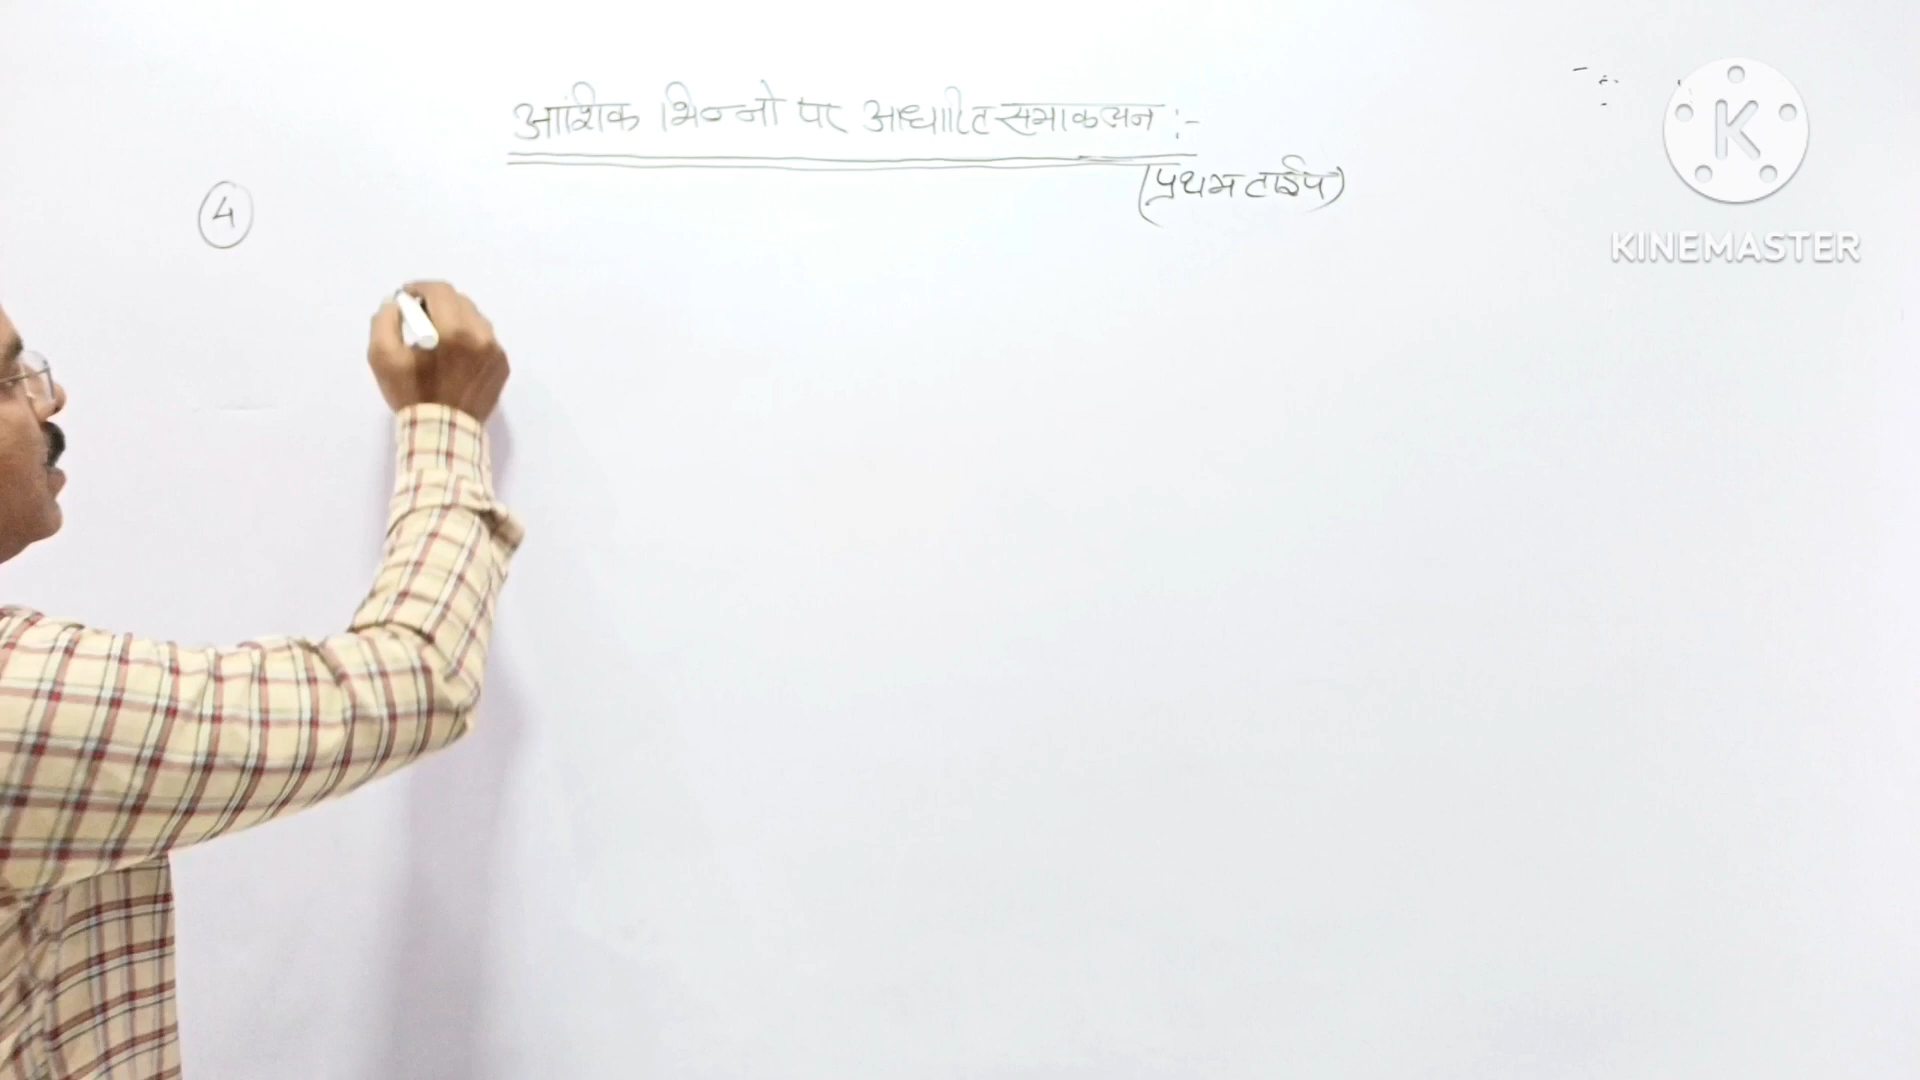 आंशिक भिन्नो पर आधारित समाकलन :-
(प्रथम टाईप)
4
K
KINEMASTER